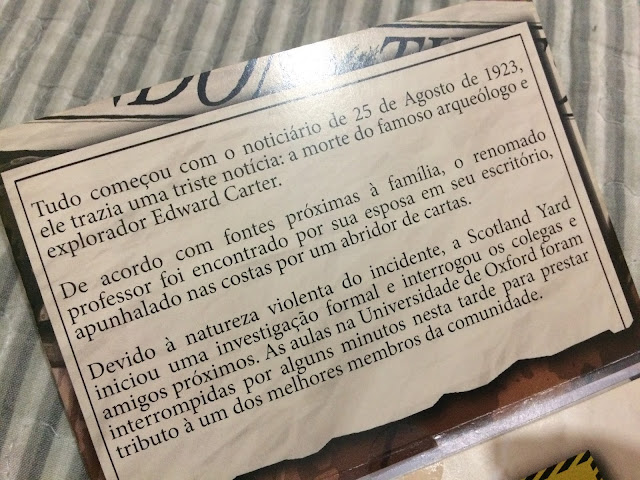 Tudo começou com o noticiário de 25 de Agosto de 1923,
ele trazia uma triste notícia: a morte do famoso arqueólogo e
explorador Edward Carter.
De acordo com fontes próximas à família, o renomado
professor foi encontrado por sua esposa em seu escritório,
apunhalado nas costas por um abridor de cartas.
Devido à natureza violenta do incidente, a Scotland Yard
iniciou uma investigação formal e interrogou os colegas e
amigos próximos. As aulas na Universidade de Oxford foram
interrompidas por alguns minutos nesta tarde para prestar
tributo à um dos melhores membros da comunidade.